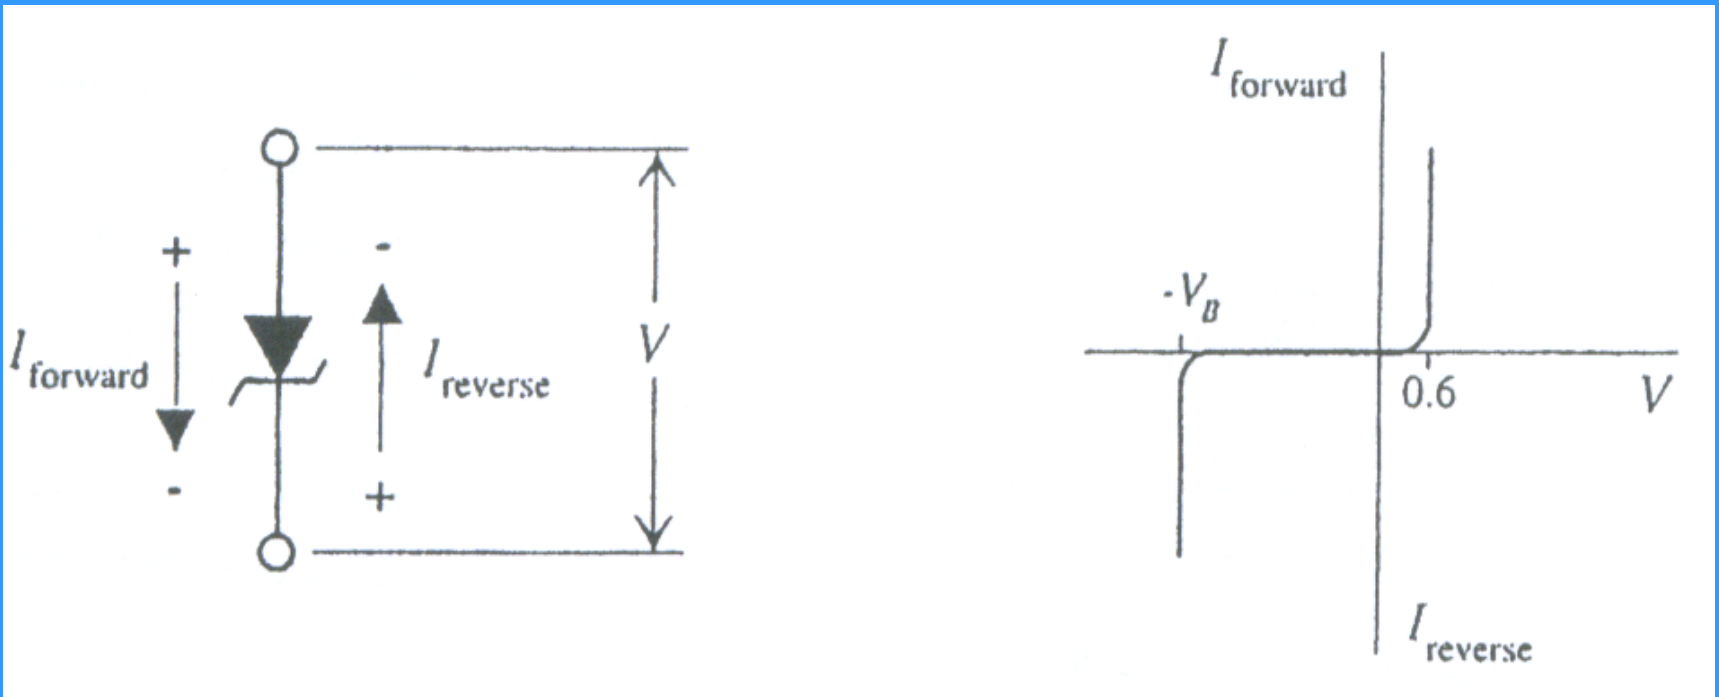 +
-
I forward
I reverse
-
+
V
I forward
-V_B
0.6
V
I reverse